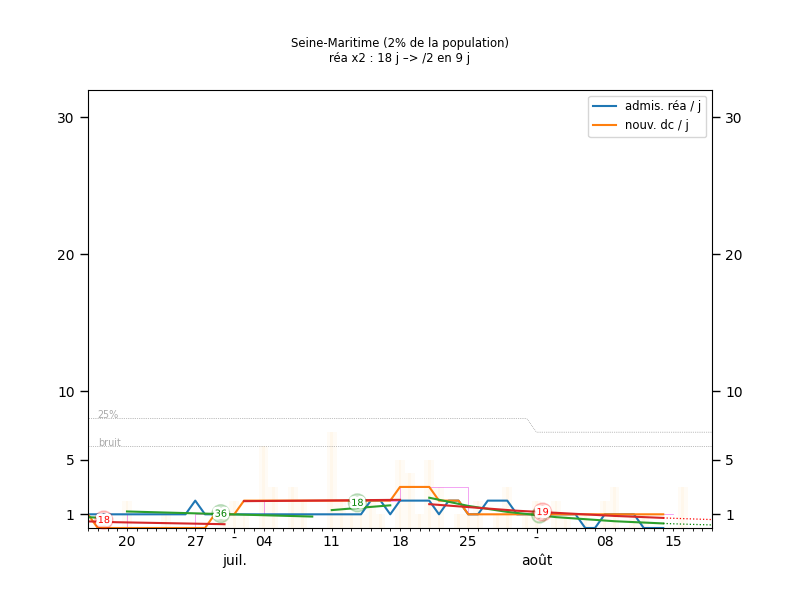 Seine-Maritime (2% de la population)
réa x2 : 18 j –> /2 en 9 j
admis. réa / j
nouv. dc / j
30 30
20 20
10 10
25%
bruit
5 5
1 1
18 36 18 19
20 27 - 04 11 18 25 - 08 15
juil. août